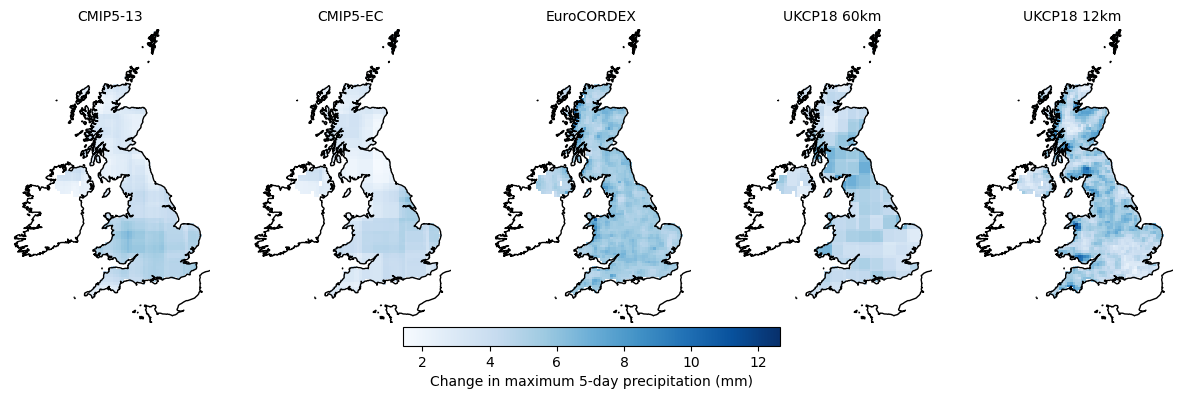 CMIP5-13
CMIP5-EC
EuroCORDEX
UKCP18 60km
UKCP18 12km
2 4 6 8 10 12
Change in maximum 5-day precipitation (mm)